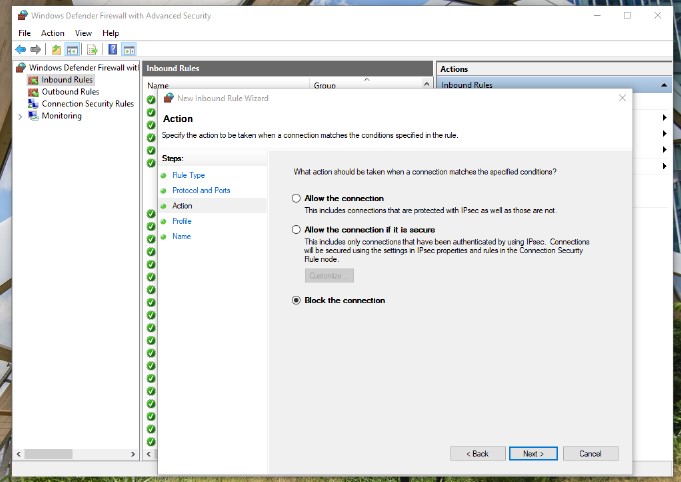 Windows Defender Firewall with Advanced Security
File Action View Help
Windows Defender Firewall wit
Inbound Rules
Outbound Rules
Connection Security Rules
Monitoring
Inbound Rules
Name Group
Actions
Inbound Rules
New Inbound Rule Wizard
Action
Specify the action to be taken when a connection matches the conditions specified in the rule.
Steps:
Rule Type
Protocol and Ports
Action
Profile
Name
What action should be taken when a connection matches the specified conditions?
Allow the connection
This includes connections that are protected with IPsec as well as those are not.
Allow the connection if it is secure
This includes only connections that have been authenticated by using IPsec. Connections
will be secured using the settings in IPsec properties and rules in the Connection Security
Rule node.
Customize...
Block the connection
< Back
Next >
Cancel